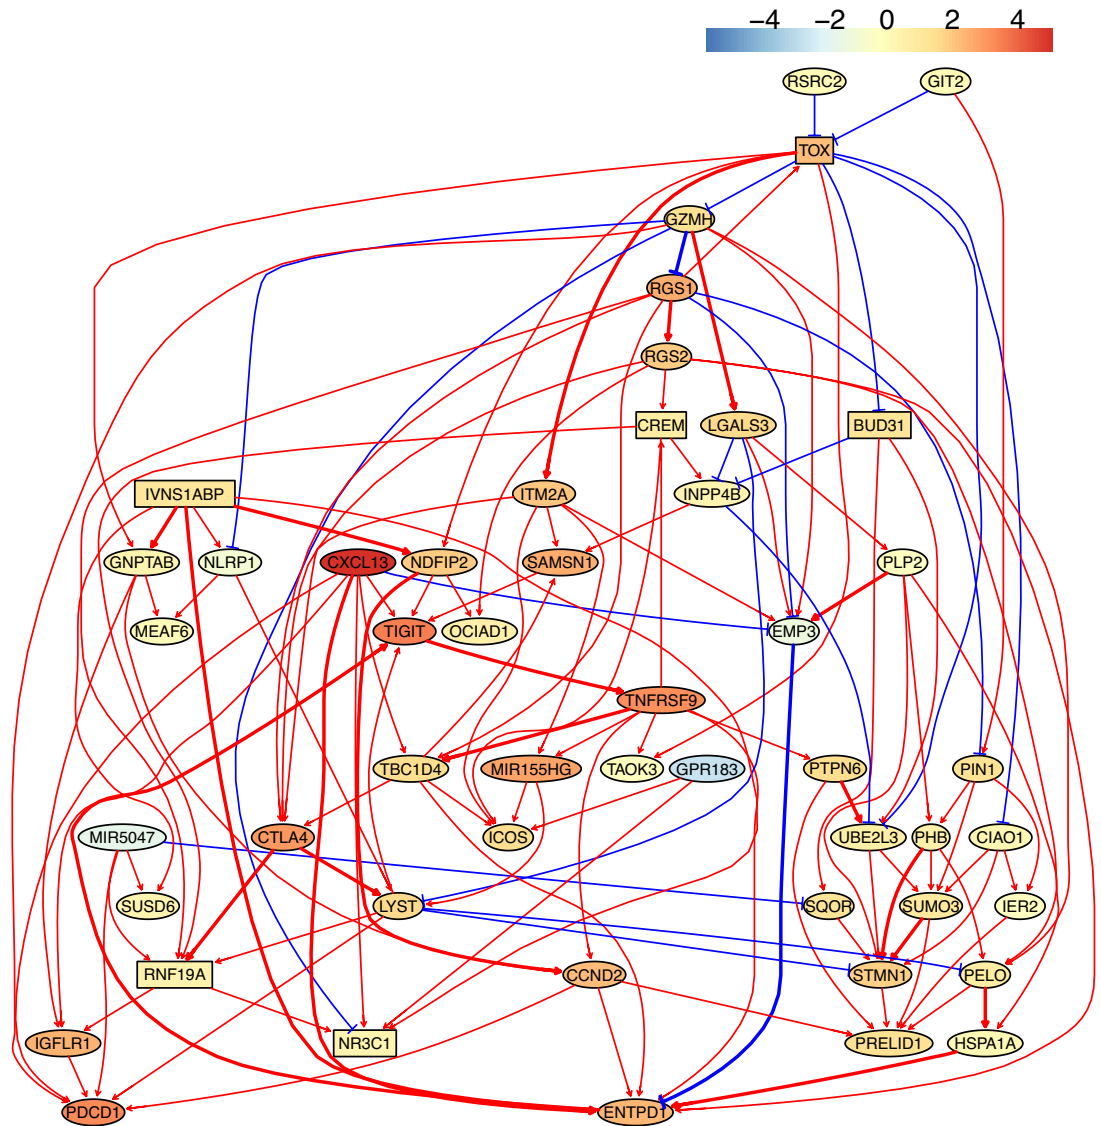 −4 −2 0 2 4
RSRC2 GIT2
TOX
GZMH
RGS1
RGS2
CREM LGALS3 BUD31
IVNS1ABP ITM2A INPP4B
GNPTAB NLRP1 CXCL13 NDFIP2 SAMSN1 PLP2
MEAF6 TIGIT OCIAD1 EMP3
TNFRSF9
TBC1D4 MIR155HG TAOK3 GPR183 PTPN6 PIN1
MIR5047 CTLA4 ICOS UBE2L3 PHB CIAO1
SUSD6 LYST SQOR SUMO3 IER2
RNF19A CCND2 STMN1 PELO
IGFLR1 NR3C1 PRELID1 HSPA1A
PDCD1 ENTPD1